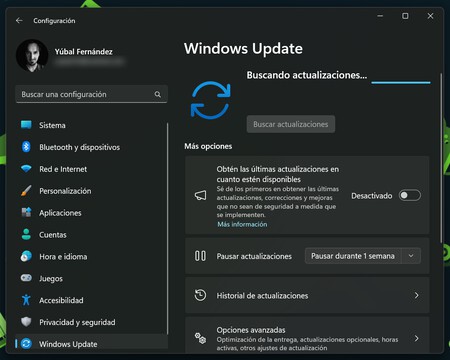 Configuración
Yúbal Fernández
Buscar una configuración
Sistema
Bluetooth y dispositivos
Red e Internet
Personalización
Aplicaciones
Cuentas
Hora e idioma
Juegos
Accesibilidad
Privacidad y seguridad
Windows Update
Windows Update
Buscando actualizaciones...
Buscar actualizaciones
Más opciones
Obtén las últimas actualizaciones en
cuanto estén disponibles
Sé de los primeros en obtener las últimas
actualizaciones, correcciones y mejoras
que no sean de seguridad a medida que
se implementen.
Más información
Desactivado
Pausar actualizaciones
Pausar durante 1 semana
Historial de actualizaciones
Opciones avanzadas
Optimización de la entrega, actualizaciones opcionales, horas
activas, otros ajustes de actualización